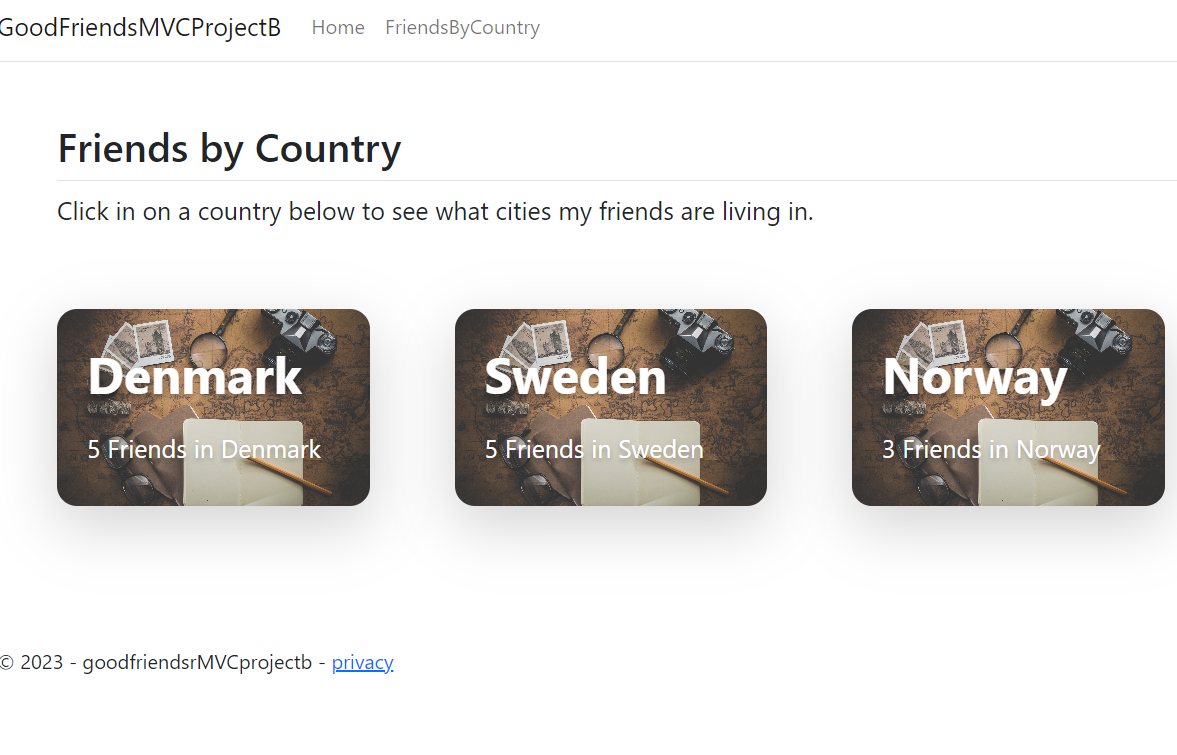 GoodFriendsMVCProjectB Home FriendsByCountry
Friends by Country
Click in on a country below to see what cities my friends are living in.
Denmark
5 Friends in Denmark
Sweden
5 Friends in Sweden
Norway
3 Friends in Norway
© 2023 - goodfriendsrMVCprojectb - privacy